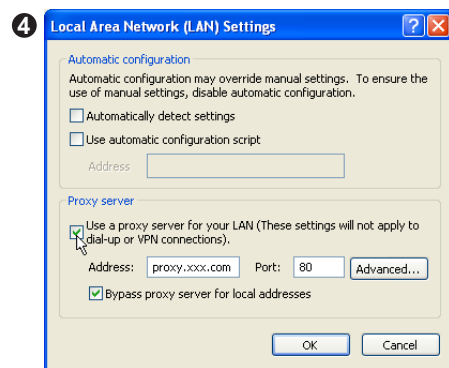 4 Local Area Network (LAN) Settings
Automatic configuration
Automatic configuration may override manual settings. To ensure the
use of manual settings, disable automatic configuration.
Automatically detect settings
Use automatic configuration script
Address
Proxy server
Use a proxy server for your LAN (These settings will not apply to
dial-up or VPN connections).
Address: proxy.xxx.com Port: 80 Advanced...
Bypass proxy server for local addresses
OK Cancel